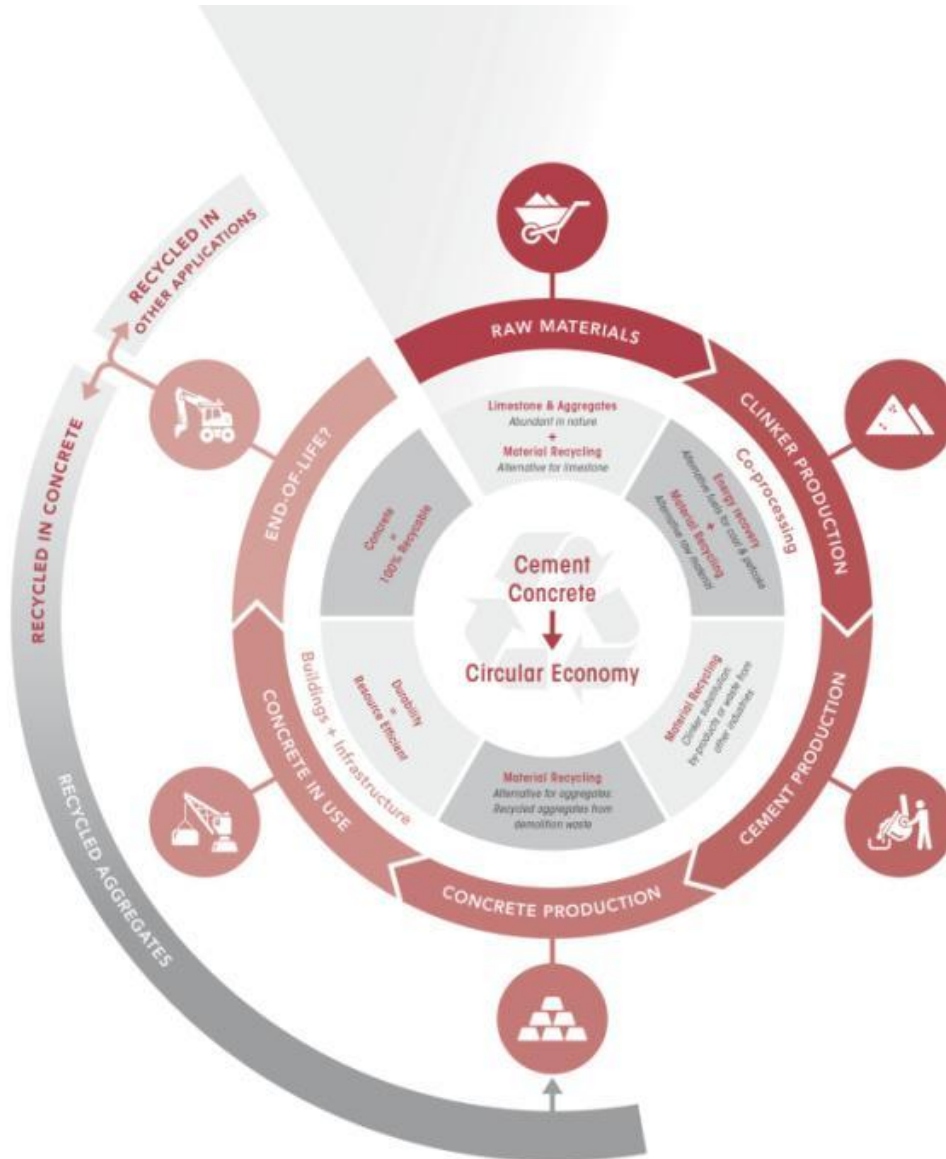 RECYCLED IN
OTHER APPLICATIONS
RECYCLED IN CONCRETE
RECYCLED AGGREGATES
RAW MATERIALS
CLINKER PRODUCTION
Co-processing
CEMENT PRODUCTION
CONCRETE PRODUCTION
CONCRETE IN USE
Buildings + Infrastructure
END-OF-LIFE?
Limestone & Aggregates
Abundant in nature
+
Material Recycling
Alternative for limestone
Energy recovery
Alternative fuels for coal & petcoke
+
Material Recycling
Alternative raw material
Material Recycling
Clinker substitution
by products or waste from
other industries
Material Recycling
Alternative for aggregates:
Recycled aggregates from
demolition waste
Durability
=
Resource Efficient
Concrete
=
100% Recyclable
Cement
Concrete
Circular Economy